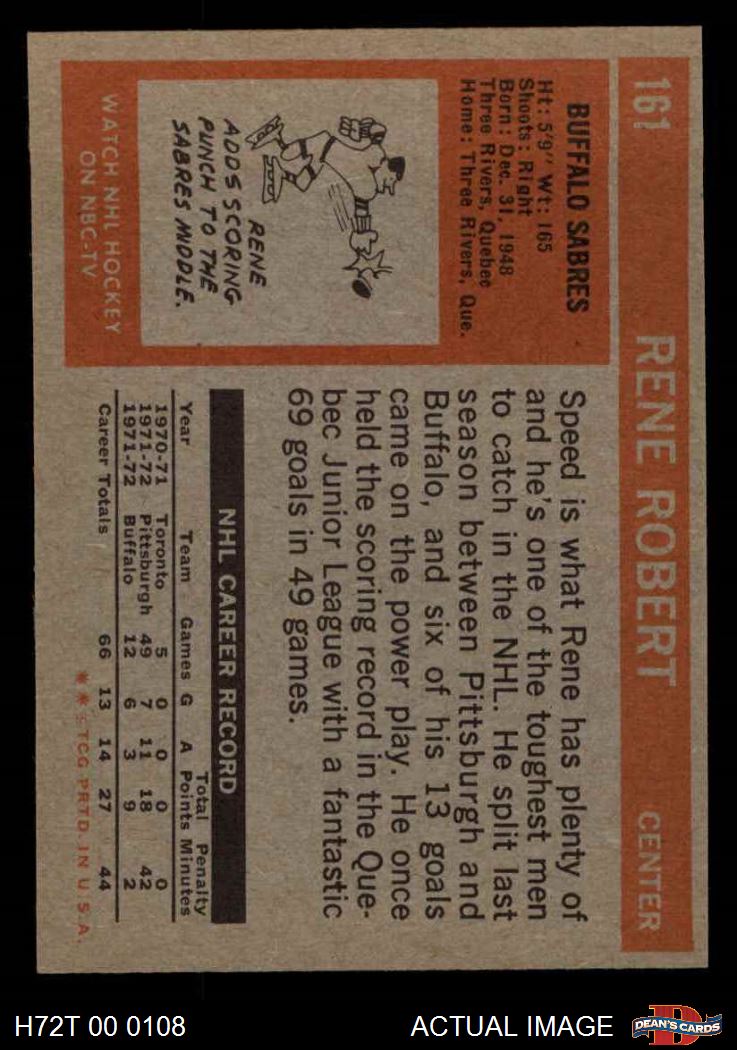 161
RENE ROBERT
CENTER
BUFFALO SABRES
Ht: 5'9" Wt: 165
Shoots: Right
Born: Dec. 31, 1948
Three Rivers, Quebec
Home: Three Rivers, Que.
RENE
ADDS SCORING
PUNCH TO THE
SABRES MIDDLE.
WATCH NHL HOCKEY
ON NBC-TV
Speed is what Rene has plenty of
and he's one of the toughest men
to catch in the NHL. He split last
season between Pittsburgh and
Buffalo, and six of his 13 goals
came on the power play. He once
held the scoring record in the Que-
bec Junior League with a fantastic
69 goals in 49 games.
NHL CAREER RECORD
Total Penalty
Year Team Games G A Points Minutes
1970-71 Toronto 5 0 0 0 0
1971-72 Pittsburgh 49 7 11 18 42
1971-72 Buffalo 12 6 3 9 2
Career Totals 66 13 14 27 44
***TCG PRTD. IN U.S.A.
H72T 00 0108
ACTUAL IMAGE
DEAN'S CARDS